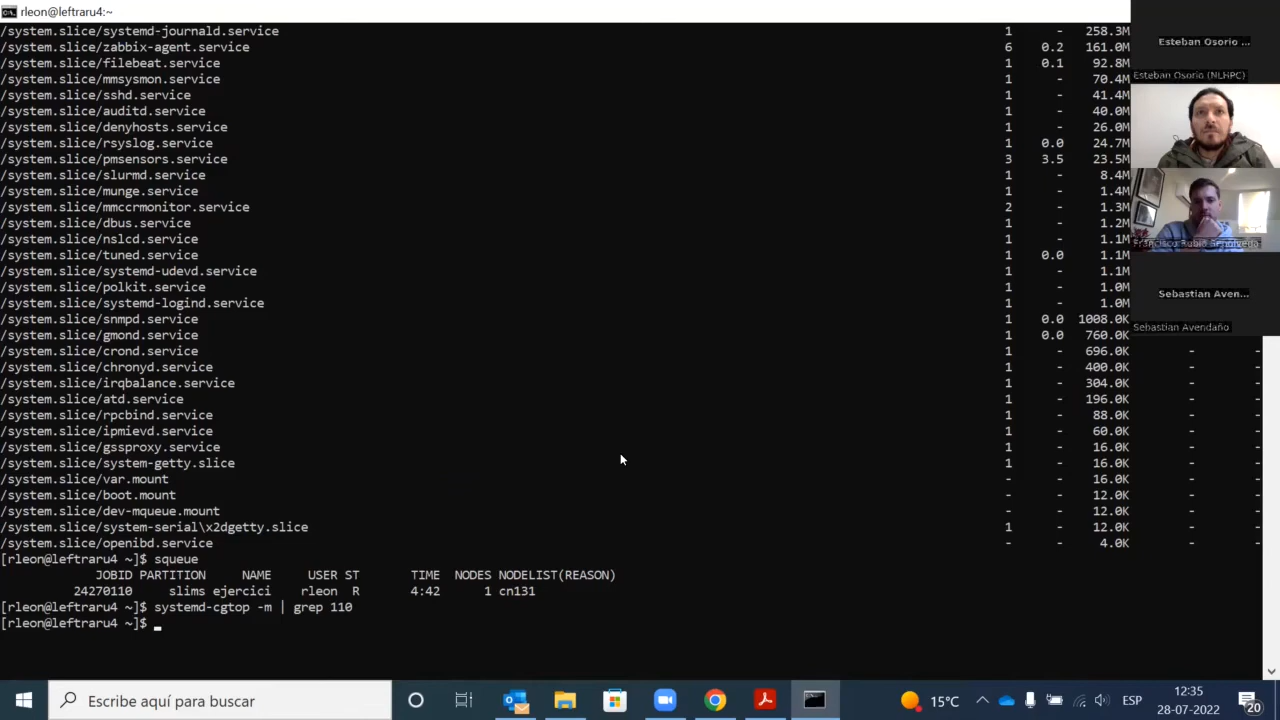 rleon@leftraru4:~
/system.slice/systemd-journald.service 1 - 258.3M
/system.slice/zabbix-agent.service 6 0.2 161.0M
/system.slice/filebeat.service 1 0.1 92.8M
/system.slice/mmsysmon.service 1 - 70.4M
/system.slice/sshd.service 1 - 41.4M
/system.slice/auditd.service 1 - 40.0M
/system.slice/denyhosts.service 1 - 26.0M
/system.slice/rsyslog.service 1 0.0 24.7M
/system.slice/pmsensors.service 3 3.5 23.5M
/system.slice/slurmd.service 1 - 8.4M
/system.slice/munge.service 1 - 1.4M
/system.slice/mmccrmonitor.service 2 - 1.3M
/system.slice/dbus.service 1 - 1.2M
/system.slice/nslcd.service 1 - 1.1M
/system.slice/tuned.service 1 0.0 1.1M
/system.slice/systemd-udevd.service 1 - 1.1M
/system.slice/polkit.service 1 - 1.0M
/system.slice/systemd-logind.service 1 - 1.0M
/system.slice/snmpd.service 1 0.0 1008.0K
/system.slice/gmond.service 1 0.0 760.0K
/system.slice/crond.service 1 - 696.0K - -
/system.slice/chronyd.service 1 - 400.0K - -
/system.slice/irqbalance.service 1 - 304.0K - -
/system.slice/atd.service 1 - 196.0K - -
/system.slice/rpcbind.service 1 - 88.0K - -
/system.slice/ipmievd.service 1 - 60.0K - -
/system.slice/gssproxy.service 1 - 16.0K - -
/system.slice/system-getty.slice 1 - 16.0K - -
/system.slice/var.mount - - 16.0K - -
/system.slice/boot.mount - - 12.0K - -
/system.slice/dev-mqueue.mount - - 12.0K - -
/system.slice/system-serial\x2dgetty.slice 1 - 12.0K - -
/system.slice/openibd.service - - 4.0K - -
[rleon@leftraru4 ~]$ squeue
JOBID PARTITION NAME USER ST TIME NODES NODELIST(REASON)
24270110 slims ejercici rleon R 4:42 1 cn131
[rleon@leftraru4 ~]$ systemd-cgtop -m | grep 110
[rleon@leftraru4 ~]$
Esteban Osorio ...
Esteban Osorio (NLHPC)
Francisco Rubio Sepulveda
Sebastian Aven...
Sebastian Avendaño
Escribe aquí para buscar
15°C
ESP
12:35
28-07-2022
20